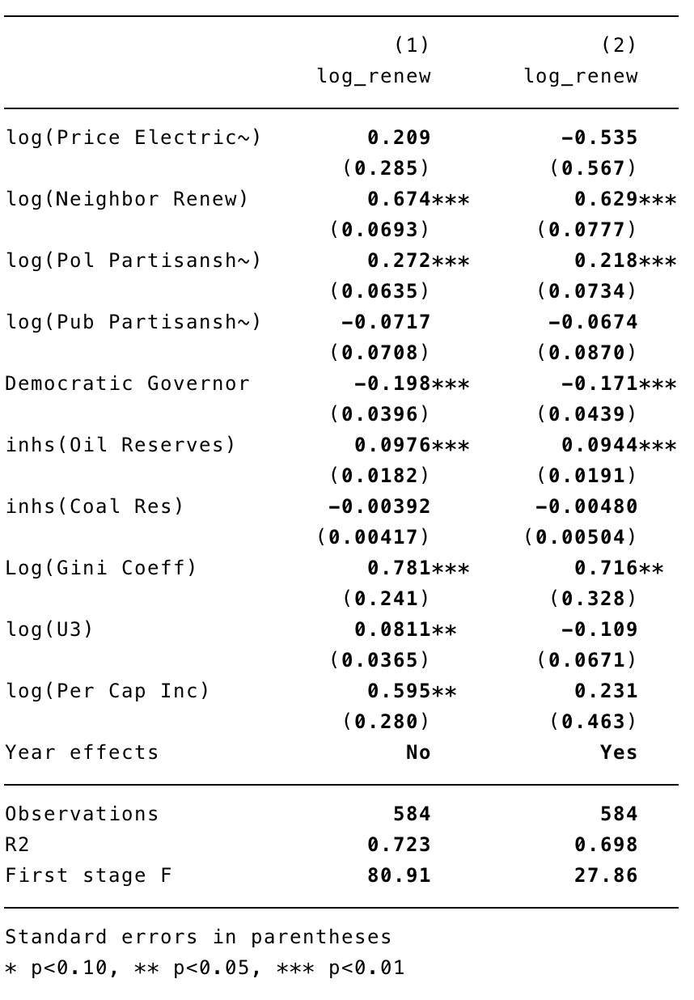 (1) (2)
log_renew log_renew
log(Price Electric~) 0.209 −0.535
(0.285) (0.567)
log(Neighbor Renew) 0.674*** 0.629***
(0.0693) (0.0777)
log(Pol Partisansh~) 0.272*** 0.218***
(0.0635) (0.0734)
log(Pub Partisansh~) −0.0717 −0.0674
(0.0708) (0.0870)
Democratic Governor −0.198*** −0.171***
(0.0396) (0.0439)
inhs(Oil Reserves) 0.0976*** 0.0944***
(0.0182) (0.0191)
inhs(Coal Res) −0.00392 −0.00480
(0.00417) (0.00504)
Log(Gini Coeff) 0.781*** 0.716**
(0.241) (0.328)
log(U3) 0.0811** −0.109
(0.0365) (0.0671)
log(Per Cap Inc) 0.595** 0.231
(0.280) (0.463)
Year effects No Yes
Observations 584 584
R2 0.723 0.698
First stage F 80.91 27.86
Standard errors in parentheses
* p<0.10, ** p<0.05, *** p<0.01